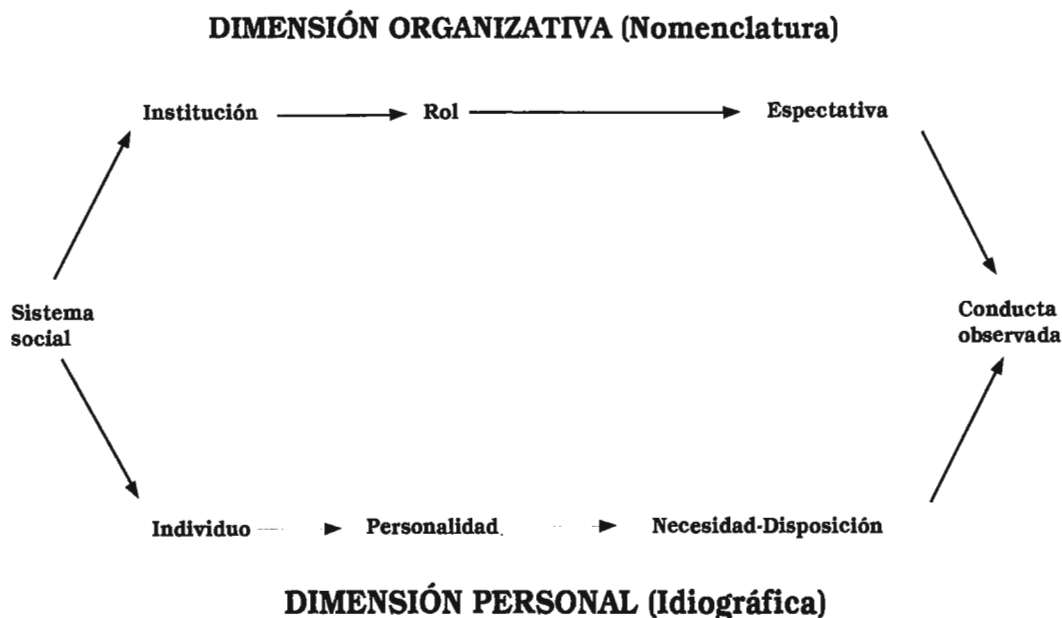 DIMENSIÓN ORGANIZATIVA (Nomenclatura)
Institución
Rol
Espectativa
Sistema
social
Conducta
observada
Individuo
Personalidad
Necesidad-Disposición
DIMENSIÓN PERSONAL (Idiográfica)